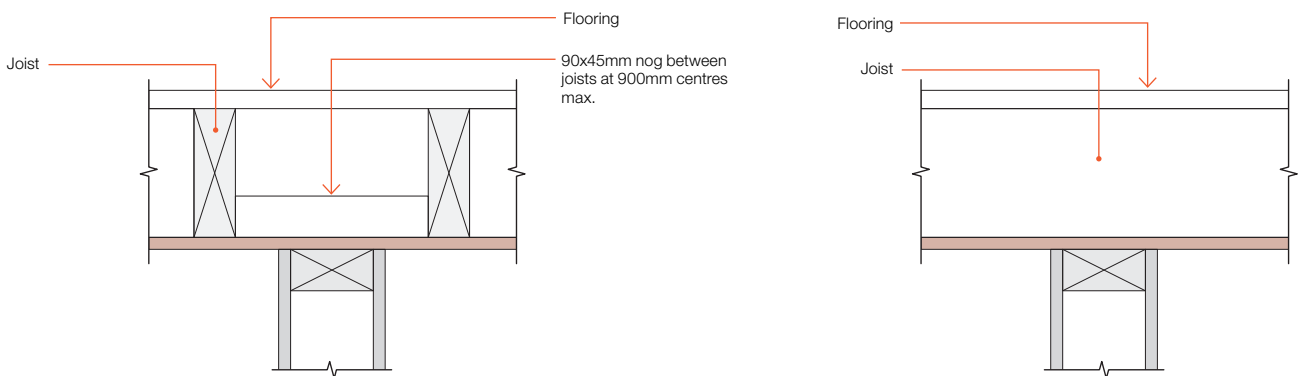 Flooring
Joist
90x45mm nog between
joists at 900mm centres
max.
Flooring
Joist